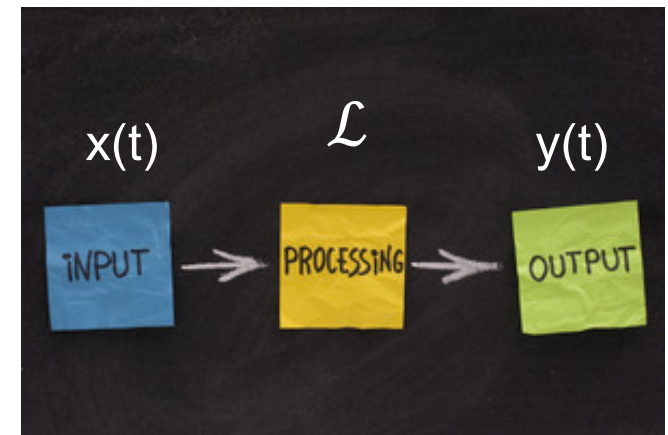 x(t)
ℒ
y(t)
iNPUT
PROCESSING
OUTPUT